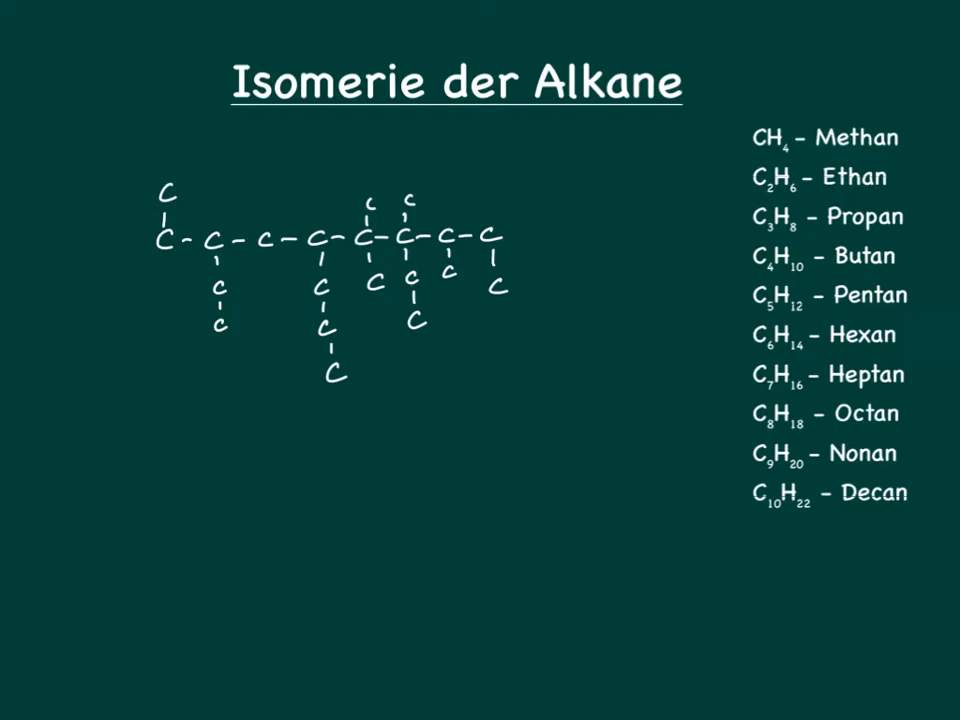 Isomerie der Alkane
CH₄ – Methan
C₂H₆ – Ethan
C₃H₈ – Propan
C₄H₁₀ – Butan
C₅H₁₂ – Pentan
C₆H₁₄ – Hexan
C₇H₁₆ – Heptan
C₈H₁₈ – Octan
C₉H₂₀ – Nonan
C₁₀H₂₂ – Decan
C C C
C - C - C - C - C - C - C - C
C C C C C C
C C C
C